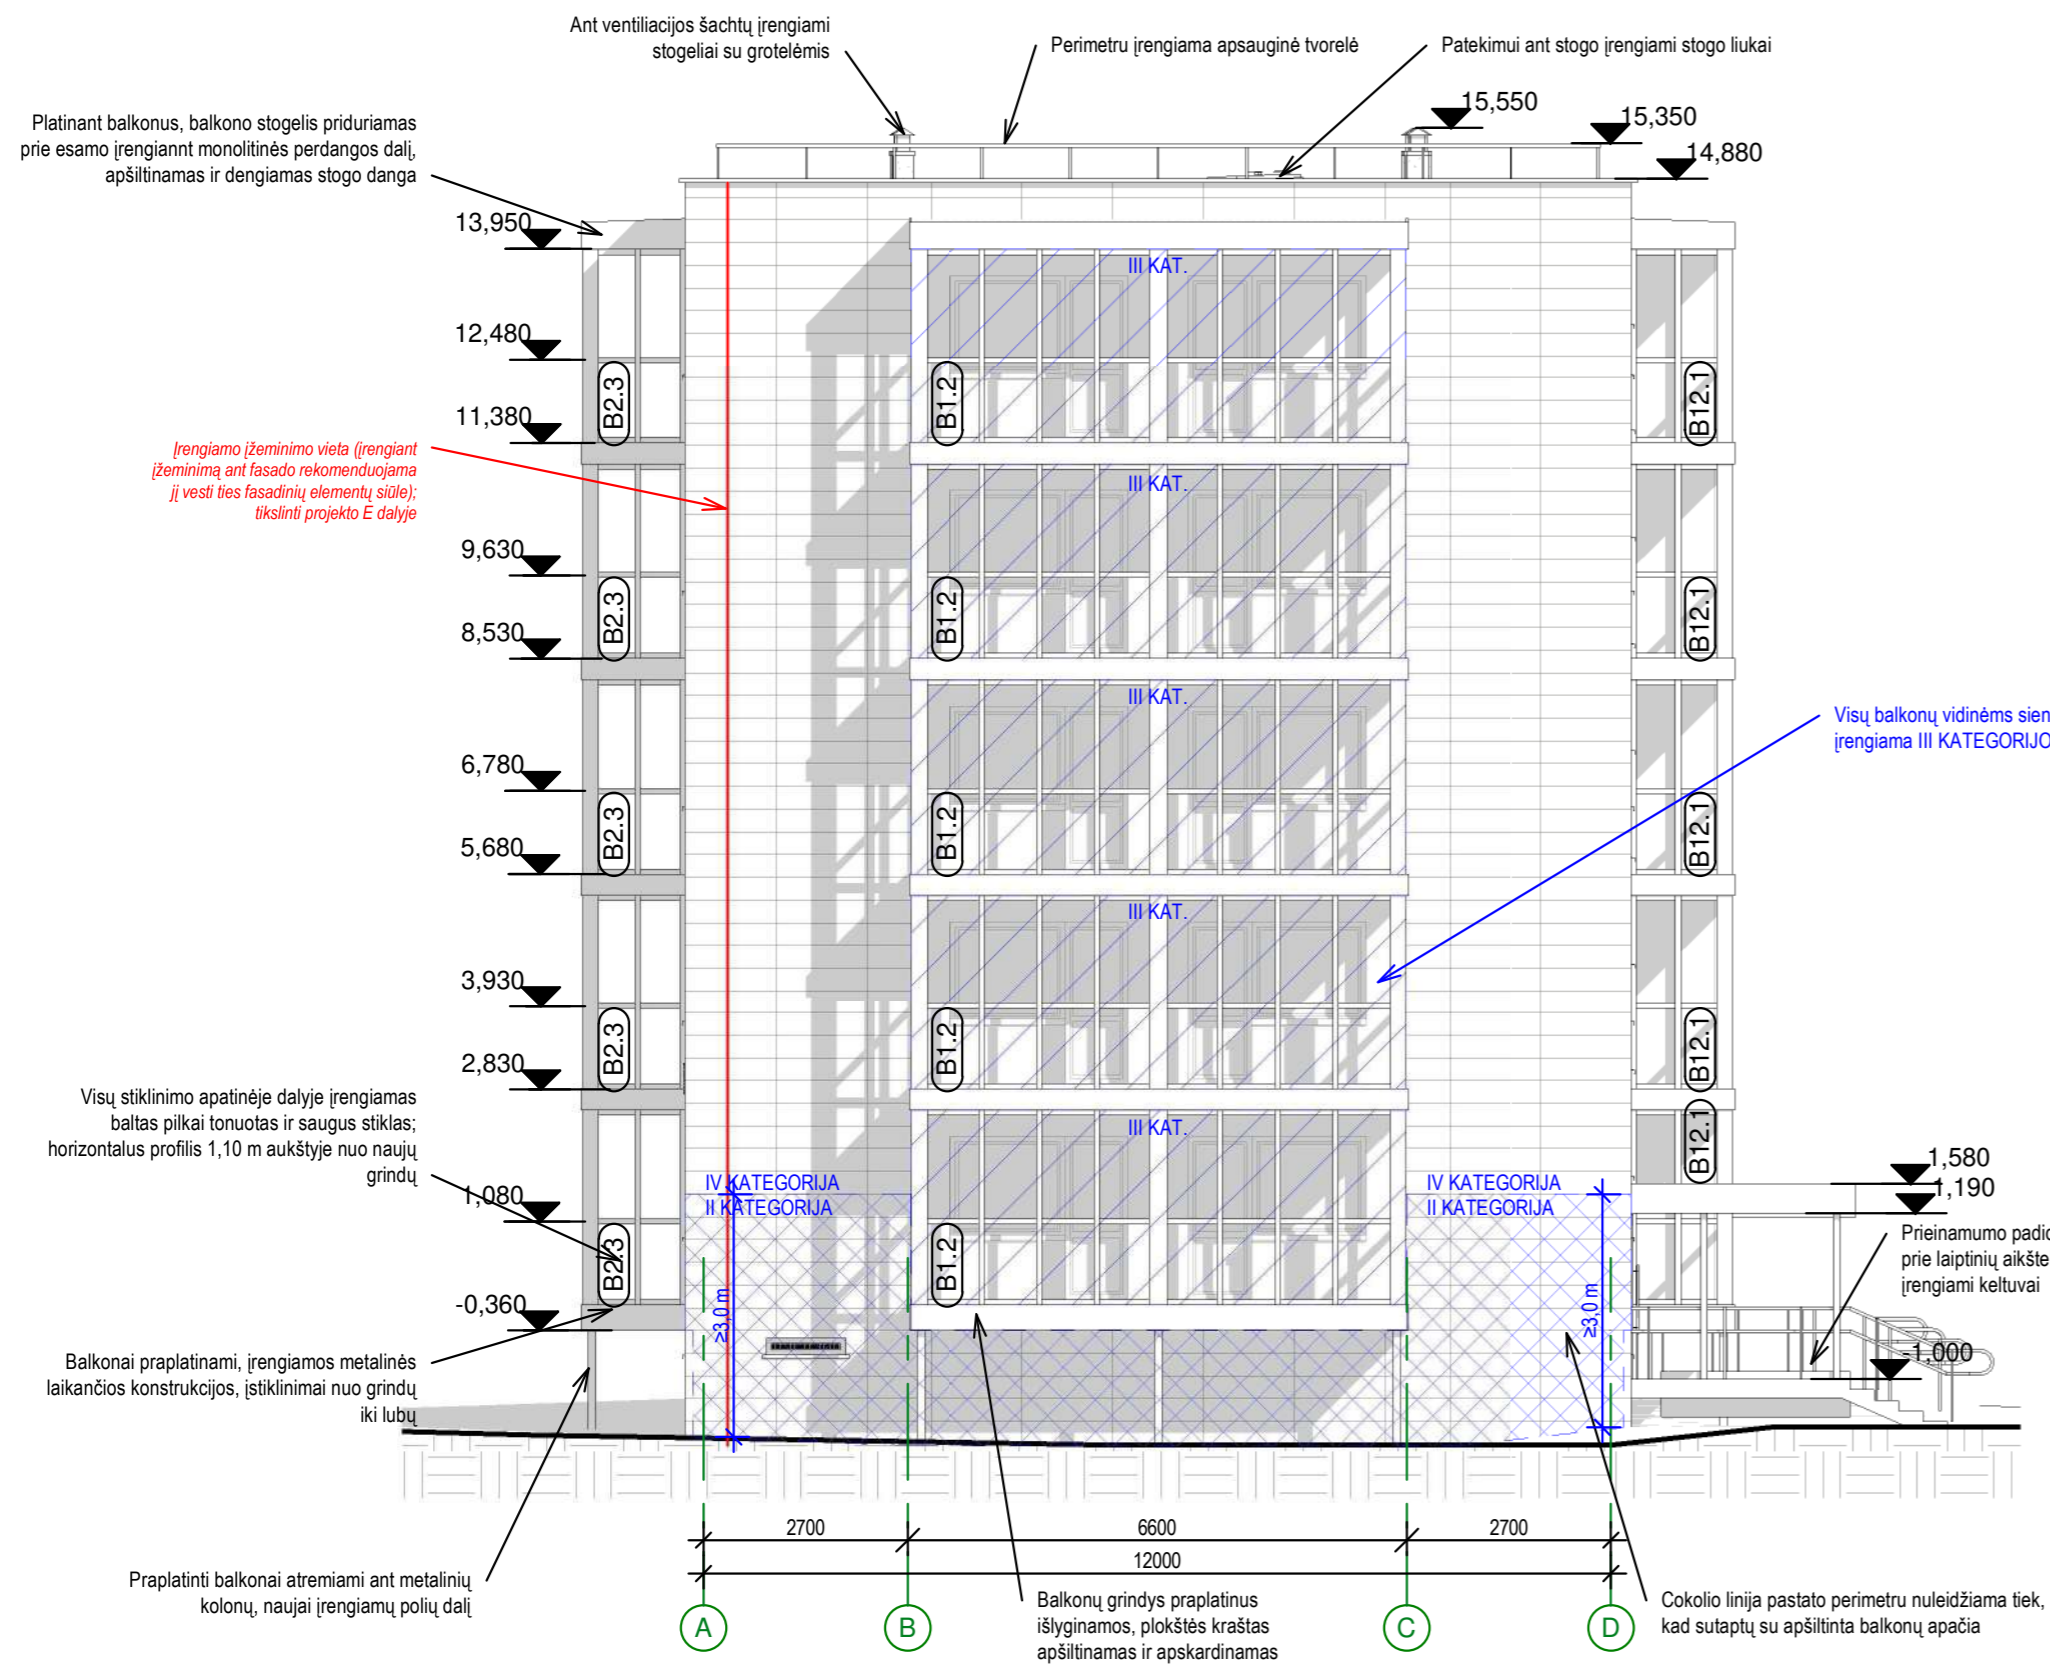 Ant ventiliacijos šachtų įrengiami
stogeliai su grotelėmis
Perimetru įrengiama apsauginė tvorelė
Patekimui ant stogo įrengiami stogo liukai
15,550
15,350
14,880
Platinant balkonus, balkono stogelis priduriamas
prie esamo įrengiannt monolitinės perdangos dalį,
apšiltinamas ir dengiamas stogo danga
13,950
III KAT.
12,480
B2.3
B1.2
B12.1
11,380
Įrengiamo įžeminimo vieta (įrengiant
įžeminimą ant fasado rekomenduojama
jį vesti ties fasadinių elementų siūle);
tikslinti projekto E dalyje
III KAT.
9,630
B2.3
B1.2
B12.1
8,530
III KAT.
Visų balkonų vidinėms sien
įrengiama III KATEGORIJO
6,780
B2.3
B1.2
B12.1
5,680
III KAT.
3,930
B2.3
B1.2
B12.1
2,830
Visų stiklinimo apatinėje dalyje įrengiamas
baltas pilkai tonuotas ir saugus stiklas;
horizontalus profilis 1,10 m aukštyje nuo naujų
grindų
III KAT.
B12.1
1,580
1,190
IV KATEGORIJA
II KATEGORIJA
IV KATEGORIJA
II KATEGORIJA
1,080
B2.3
B1.2
≥3,0 m
≥3,0 m
Prieinamumo padid
prie laiptinių aikšte
įrengiami keltuvai
-0,360
-1,000
Balkonai praplatinami, įrengiamos metalinės
laikančios konstrukcijos, įstiklinimai nuo grindų
iki lubų
2700
6600
2700
12000
Praplatinti balkonai atremiami ant metalinių
kolonų, naujai įrengiamų polių dalį
A
B
C
D
Balkonų grindys praplatinus
išlyginamos, plokštės kraštas
apšiltinamas ir apskardinamas
Cokolio linija pastato perimetru nuleidžiama tiek,
kad sutaptų su apšiltinta balkonų apačia